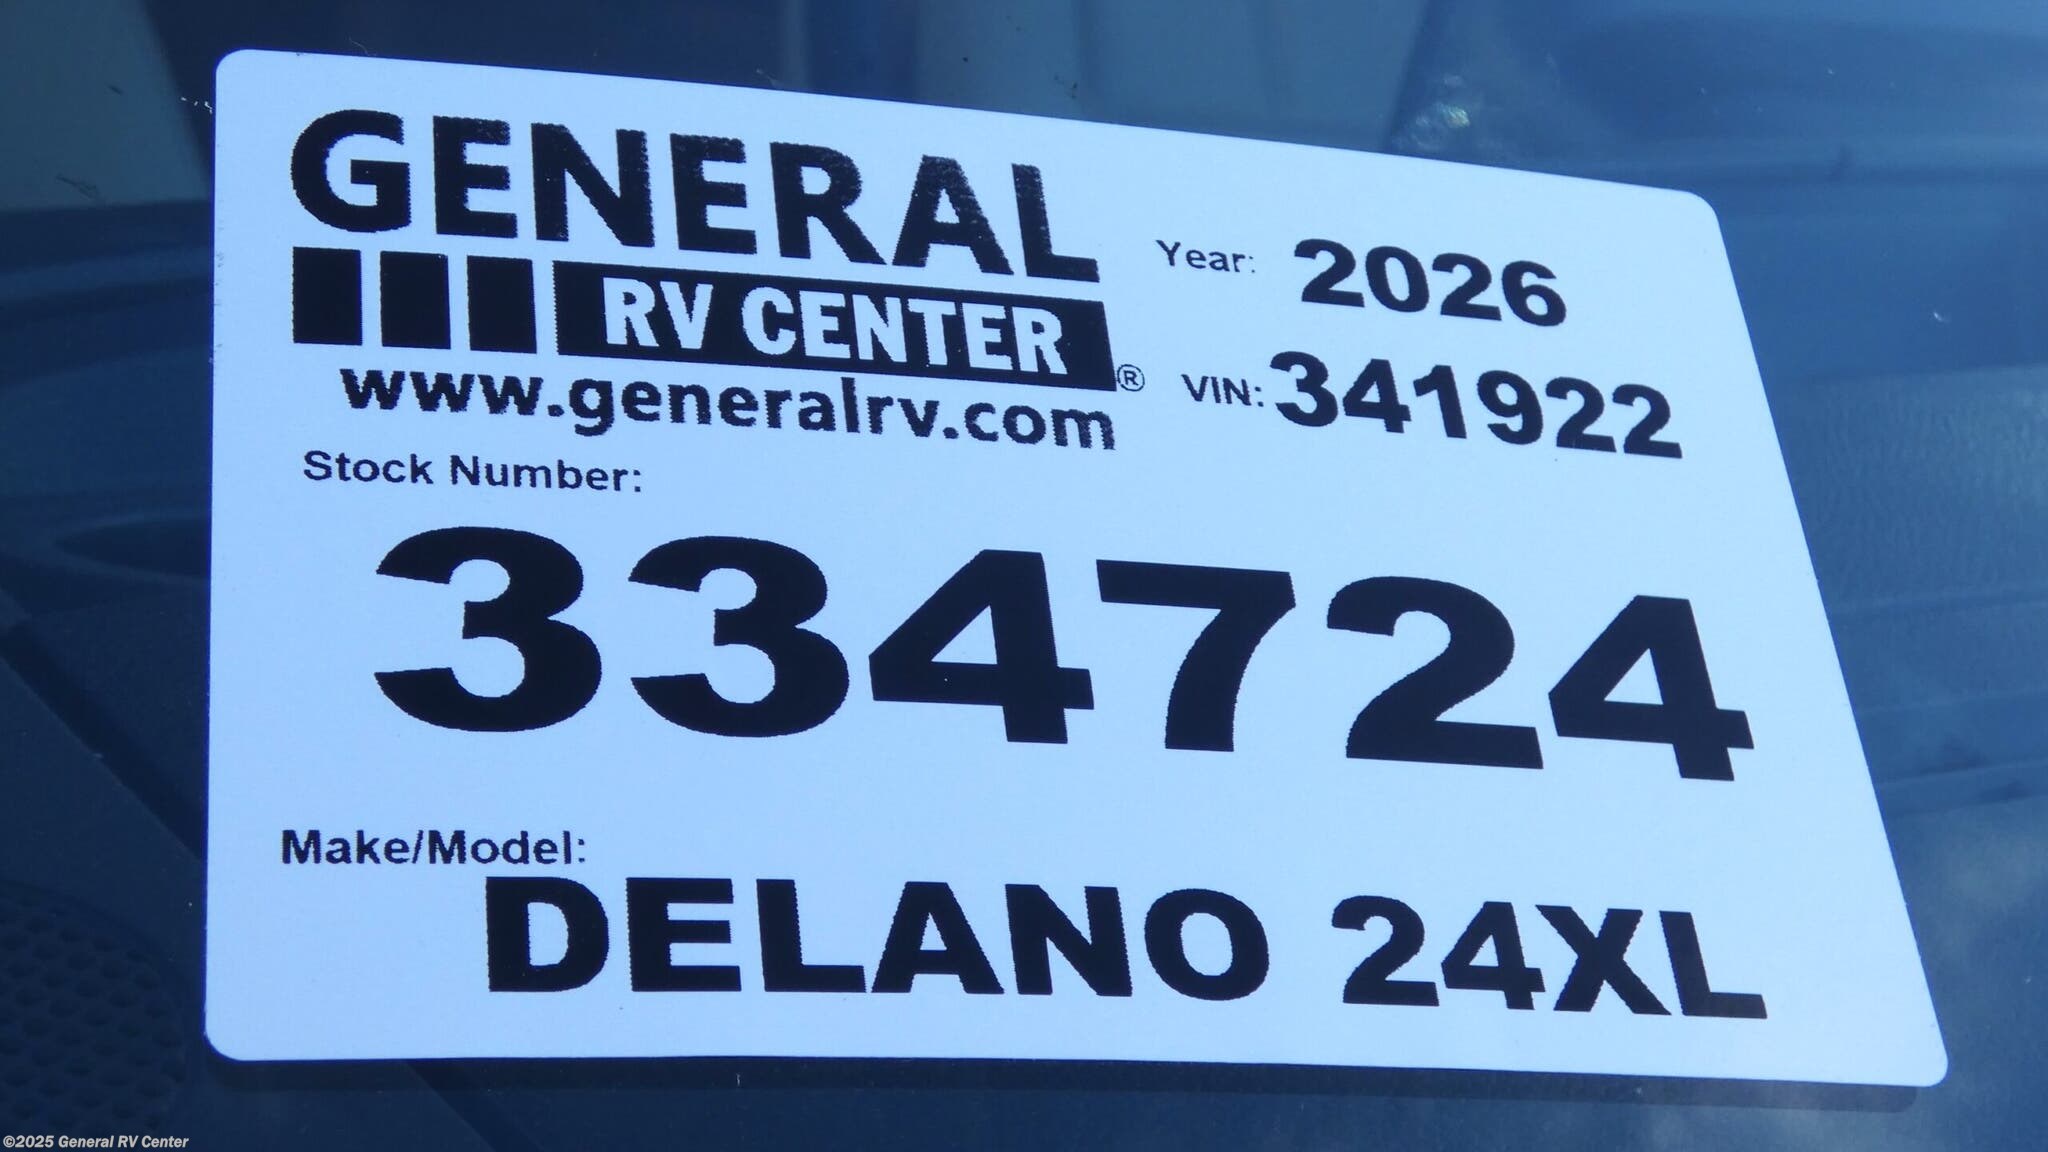 GENERAL
RV CENTER®
www.generalrv.com
Year: 2026
VIN: 341922
Stock Number:
334724
Make/Model:
DELANO 24XL
©2025 General RV Center